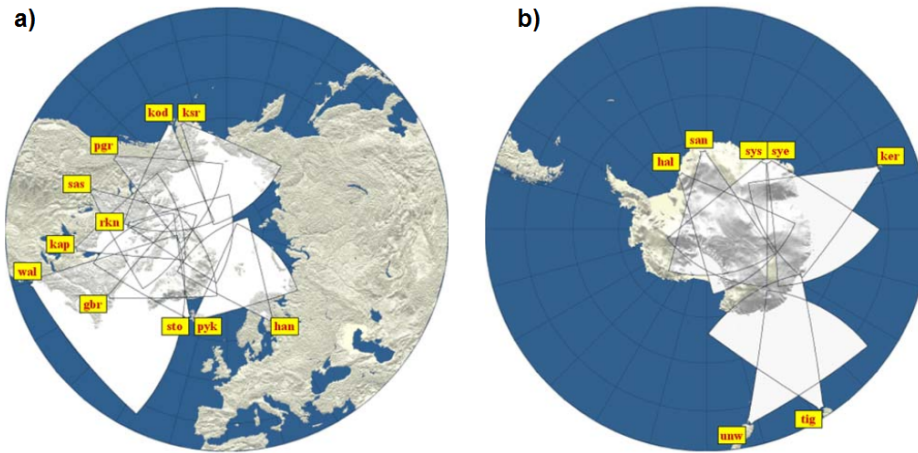 a)
b)
kod
ksr
pgr
sas
rkn
kap
wal
gbr
sto
pyk
han
san
hal
sys
sye
ker
unw
tig